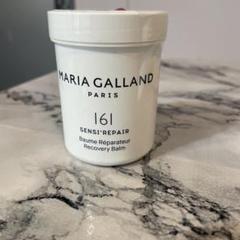 MARIA GALLAND
PARIS
161
SENSI'REPAIR
Baume Réparateur
Recovery Balm